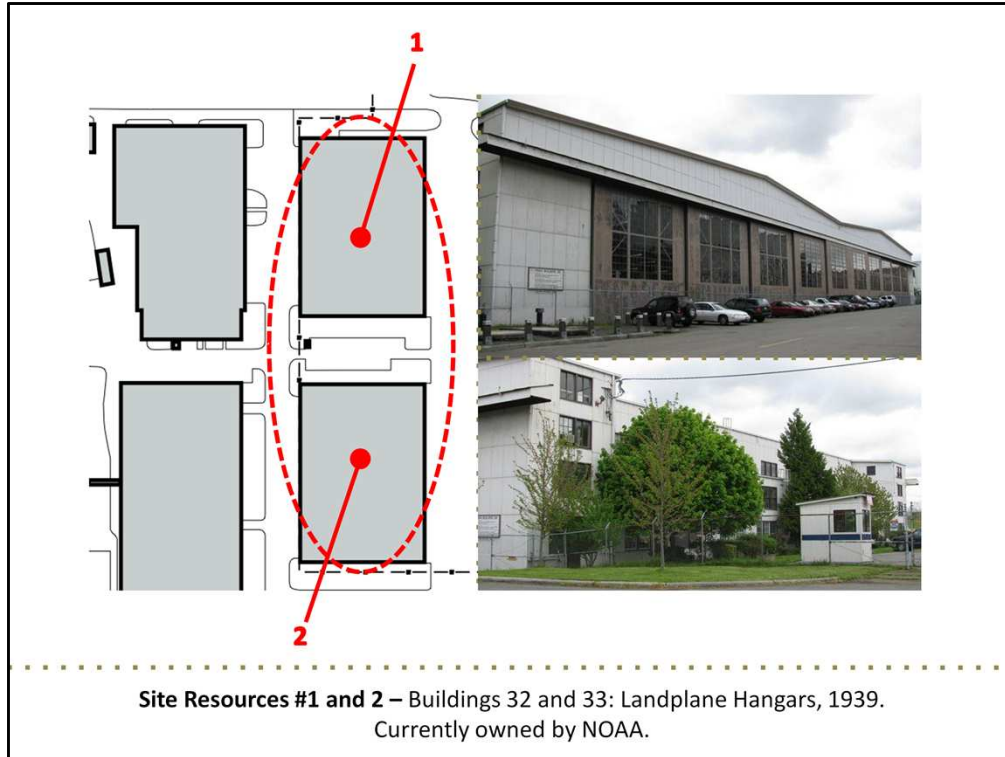 1
2
Site Resources #1 and 2 – Buildings 32 and 33: Landplane Hangars, 1939.
Currently owned by NOAA.